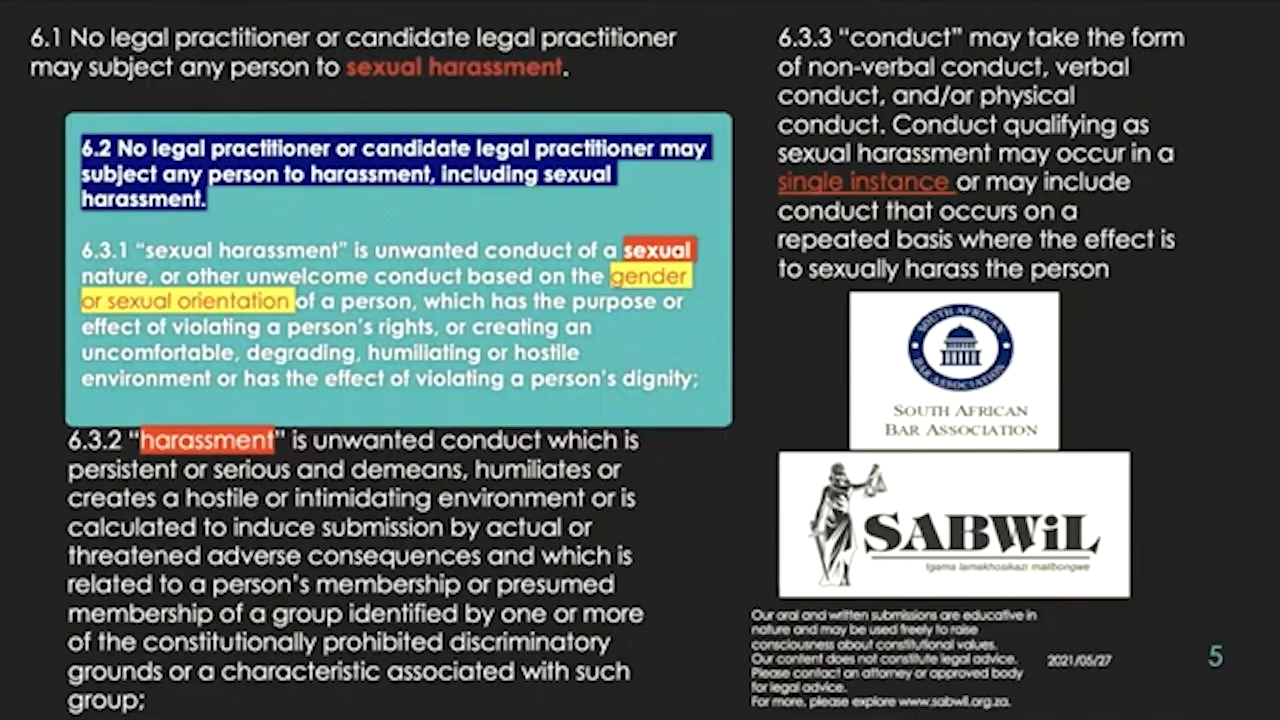 6.1 No legal practitioner or candidate legal practitioner
may subject any person to sexual harassment.
6.2 No legal practitioner or candidate legal practitioner may
subject any person to harassment, including sexual
harassment.
6.3.1 “sexual harassment” is unwanted conduct of a sexual
nature, or other unwelcome conduct based on the gender
or sexual orientation of a person, which has the purpose or
effect of violating a person’s rights, or creating an
uncomfortable, degrading, humiliating or hostile
environment or has the effect of violating a person’s dignity;
6.3.2 “harassment” is unwanted conduct which is
persistent or serious and demeans, humiliates or
creates a hostile or intimidating environment or is
calculated to induce submission by actual or
threatened adverse consequences and which is
related to a person’s membership or presumed
membership of a group identified by one or more
of the constitutionally prohibited discriminatory
grounds or a characteristic associated with such
group;
6.3.3 “conduct” may take the form
of non-verbal conduct, verbal
conduct, and/or physical
conduct. Conduct qualifying as
sexual harassment may occur in a
single instance or may include
conduct that occurs on a
repeated basis where the effect is
to sexually harass the person
SOUTH AFRICAN
BAR ASSOCIATION
SOUTH AFRICAN
BAR ASSOCIATION
SABWiL
Igama lamakhosikazi malibongwe
Our oral and written submissions are educative in
nature and may be used freely to raise
consciousness about constitutional values.
Our content does not constitute legal advice.
Please contact an attorney or approved body
for legal advice.
For more, please explore www.sabwil.org.za.
2021/05/27
5